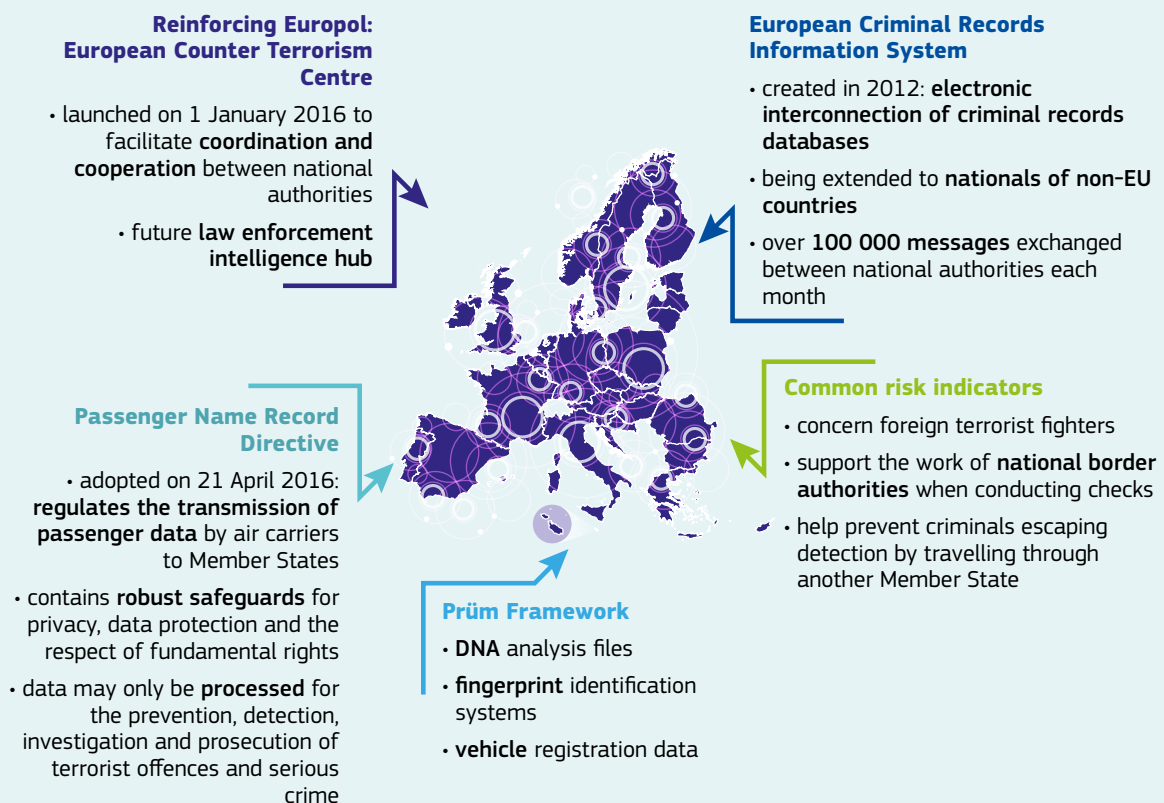 Reinforcing Europol:
European Counter Terrorism
Centre
• launched on 1 January 2016 to
facilitate coordination and
cooperation between national
authorities
• future law enforcement
intelligence hub
European Criminal Records
Information System
• created in 2012: electronic
interconnection of criminal records
databases
• being extended to nationals of non-EU
countries
• over 100 000 messages exchanged
between national authorities each
month
Passenger Name Record
Directive
• adopted on 21 April 2016:
regulates the transmission of
passenger data by air carriers
to Member States
• contains robust safeguards for
privacy, data protection and the
respect of fundamental rights
• data may only be processed for
the prevention, detection,
investigation and prosecution of
terrorist offences and serious
crime
Prüm Framework
• DNA analysis files
• fingerprint identification
systems
• vehicle registration data
Common risk indicators
• concern foreign terrorist fighters
• support the work of national border
authorities when conducting checks
• help prevent criminals escaping
detection by travelling through
another Member State